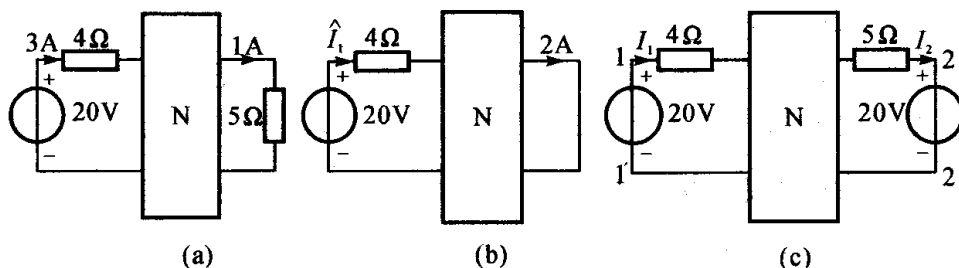 3A 4Ω 1A
+
20V N 5Ω
−
(a)
Î₁ 4Ω 2A
+
20V N
−
(b)
1 I₁ 4Ω 5Ω I₂ 2
+ +
20V N 20V
− −
1′ 2
(c)